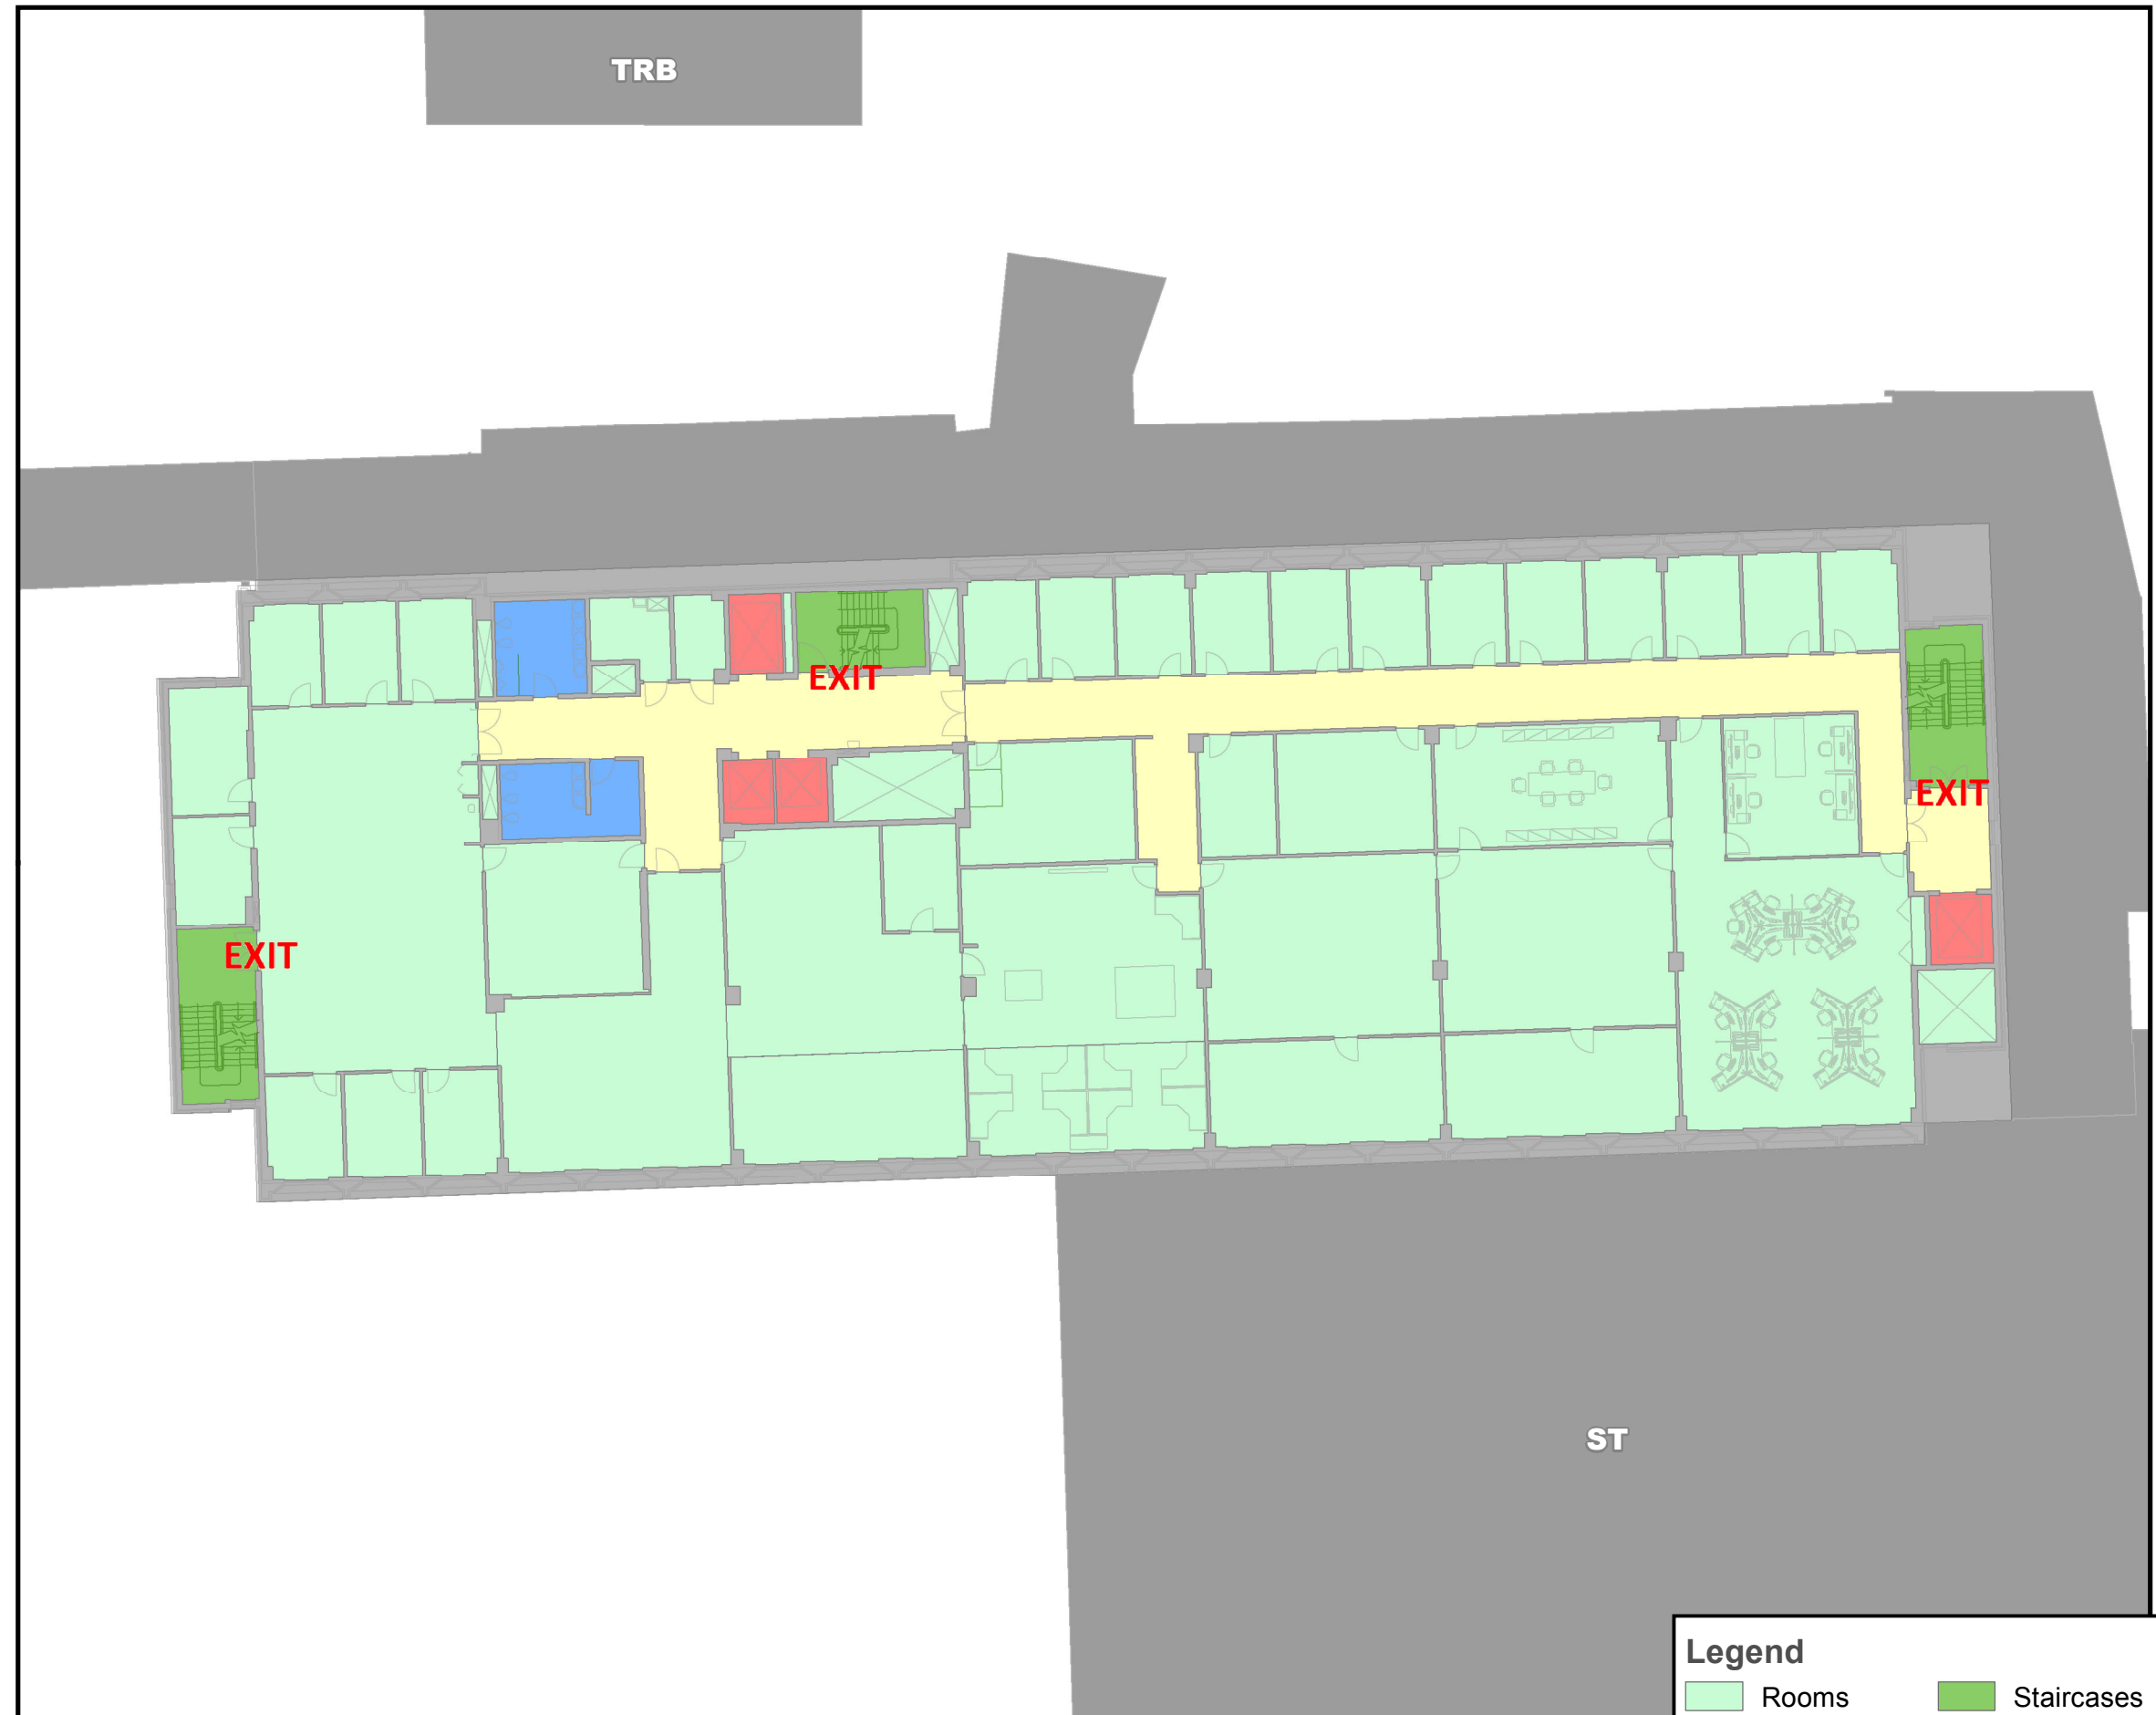 TRB
EXIT
EXIT
EXIT
ST
Legend
Rooms
Staircases